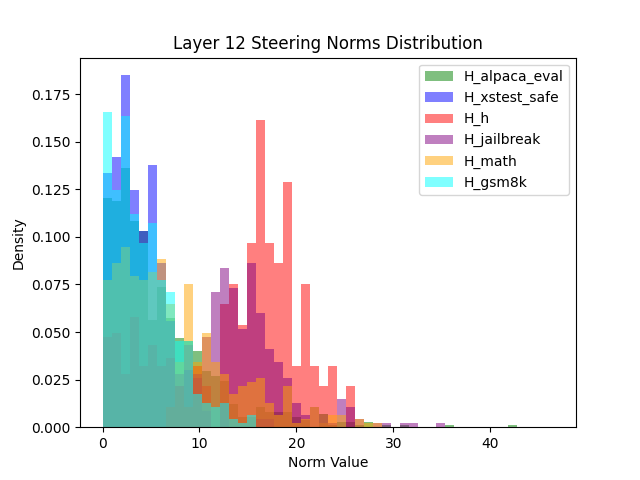 Layer 12 Steering Norms Distribution
H_alpaca_eval
H_xstest_safe
H_h
H_jailbreak
H_math
H_gsm8k
Density
0.175
0.150
0.125
0.100
0.075
0.050
0.025
0.000
0 10 20 30 40
Norm Value